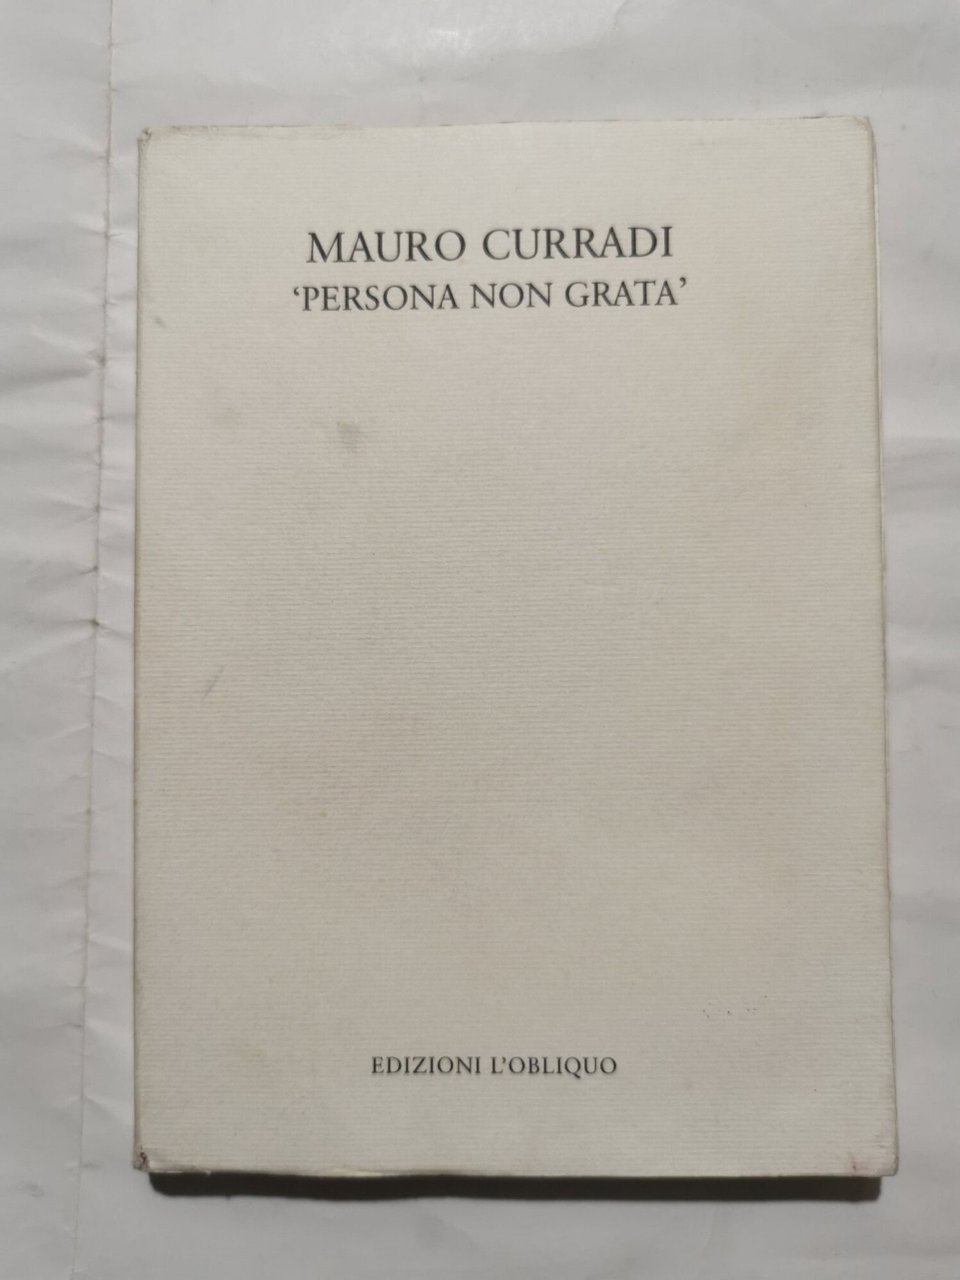 MAURO CURRADI
‘PERSONA NON GRATA’
EDIZIONI L’OBLIQUO